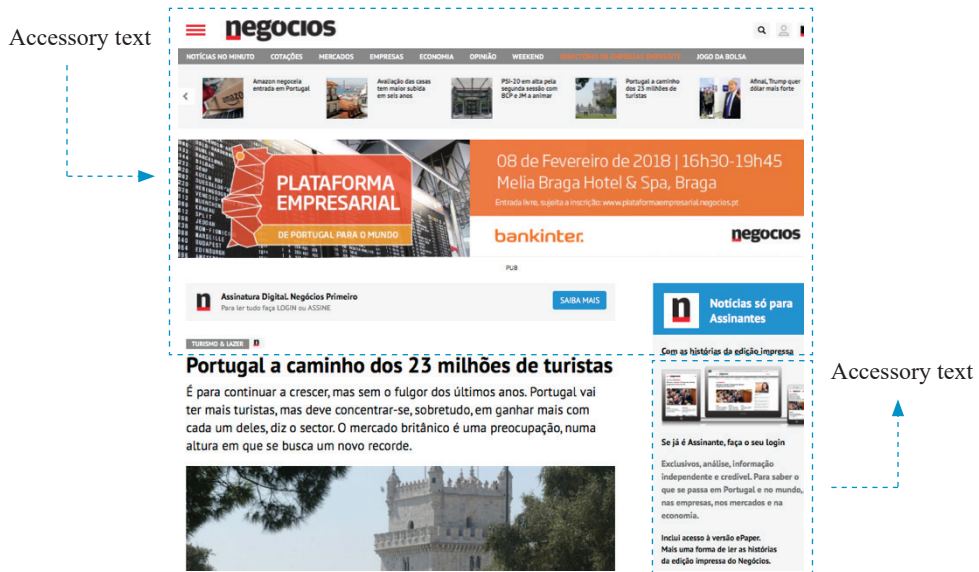 Accessory text
negocios
NOTÍCIAS NO MINUTO COTAÇÕES MERCADOS EMPRESAS ECONOMIA OPINIÃO WEEKEND JOGO DA BOLSA
Amazon negoceia
entrada em Portugal
Avaliação das casas
tem maior subida
em seis anos
PSI-20 em alta pela
segunda sessão com
BCP e JM a animar
Portugal a caminho
dos 23 milhões de
turistas
Afinal, Trump quer
dólar mais forte
PLATAFORMA
EMPRESARIAL
DE PORTUGAL PARA O MUNDO
08 de Fevereiro de 2018 | 16h30-19h45
Melia Braga Hotel & Spa, Braga
Entrada livre, sujeita a inscrição: www.plataformaempresarial.negocios.pt
bankinter.
negocios
PUB
n
Assinatura Digital. Negócios Primeiro
Para ler tudo faça LOGIN ou ASSINE
SAIBA MAIS
n
Notícias só para
Assinantes
Com as histórias da edição impressa
TURISMO & LAZER n
Portugal a caminho dos 23 milhões de turistas
É para continuar a crescer, mas sem o fulgor dos últimos anos. Portugal vai
ter mais turistas, mas deve concentrar-se, sobretudo, em ganhar mais com
cada um deles, diz o sector. O mercado britânico é uma preocupação, numa
altura em que se busca um novo recorde.
Accessory text
Se já é Assinante, faça o seu login
Exclusivos, análise, informação
independente e credível. Para saber o
que se passa em Portugal e no mundo,
nas empresas, nos mercados e na
economia.
Inclui acesso à versão ePaper.
Mais uma forma de ler as histórias
da edição impressa do Negócios.